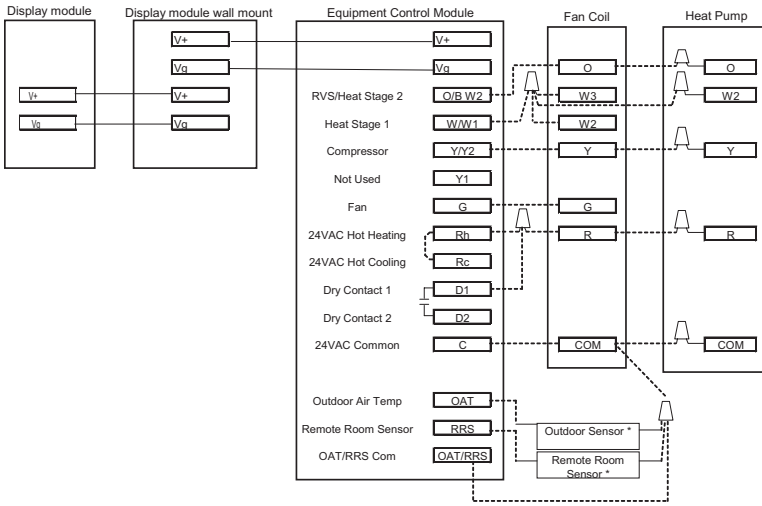 Display module
Display module wall mount
Equipment Control Module
Fan Coil
Heat Pump
V+
V+
Vg
Vg
O
O
V+
V+
RVS/Heat Stage 2
O/B W2
W3
W2
Vg
Vg
Heat Stage 1
W/W1
W2
Compressor
Y/Y2
Y
Y
Not Used
Y1
Fan
G
G
24VAC Hot Heating
Rh
R
R
24VAC Hot Cooling
Rc
Dry Contact 1
D1
Dry Contact 2
D2
24VAC Common
C
COM
COM
Outdoor Air Temp
OAT
Remote Room Sensor
RRS
Outdoor Sensor *
OAT/RRS Com
OAT/RRS
Remote Room
Sensor *